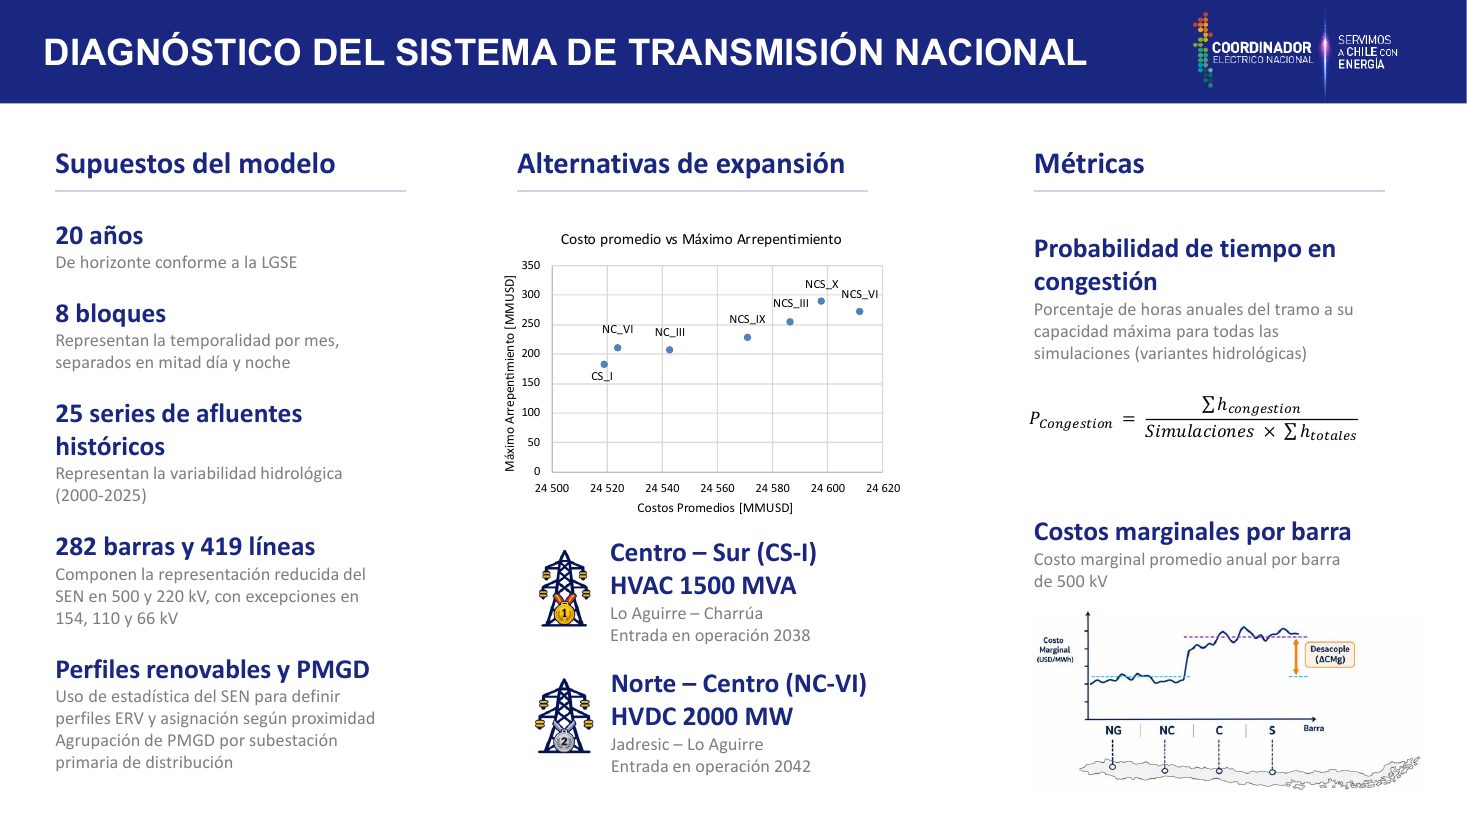 DIAGNÓSTICO DEL SISTEMA DE TRANSMISIÓN NACIONAL
COORDINADOR
ELÉCTRICO NACIONAL
SERVIMOS
A CHILE CON
ENERGÍA
Supuestos del modelo
20 años
De horizonte conforme a la LGSE
8 bloques
Representan la temporalidad por mes,
separados en mitad día y noche
25 series de afluentes
históricos
Representan la variabilidad hidrológica
(2000-2025)
282 barras y 419 líneas
Componen la representación reducida del
SEN en 500 y 220 kV, con excepciones en
154, 110 y 66 kV
Perfiles renovables y PMGD
Uso de estadística del SEN para definir
perfiles ERV y asignación según proximidad
Agrupación de PMGD por subestación
primaria de distribución
Alternativas de expansión
Costo promedio vs Máximo Arrepentimiento
Máximo Arrepentimiento [MMUSD]
350
300
250
200
150
100
50
0
NCS_X
NCS_VI
NCS_III
NCS_IX
NC_VI
NC_III
CS_I
24 500 24 520 24 540 24 560 24 580 24 600 24 620
Costos Promedios [MMUSD]
1
Centro – Sur (CS-I)
HVAC 1500 MVA
Lo Aguirre – Charrúa
Entrada en operación 2038
2
Norte – Centro (NC-VI)
HVDC 2000 MW
Jadresic – Lo Aguirre
Entrada en operación 2042
Métricas
Probabilidad de tiempo en
congestión
Porcentaje de horas anuales del tramo a su
capacidad máxima para todas las
simulaciones (variantes hidrológicas)
P_Congestion = ∑h_congestion / (Simulaciones × ∑h_totales)
Costos marginales por barra
Costo marginal promedio anual por barra
de 500 kV
Costo
Marginal
(USD/MWh)
Desacople
(ΔCMg)
NG NC C S Barra